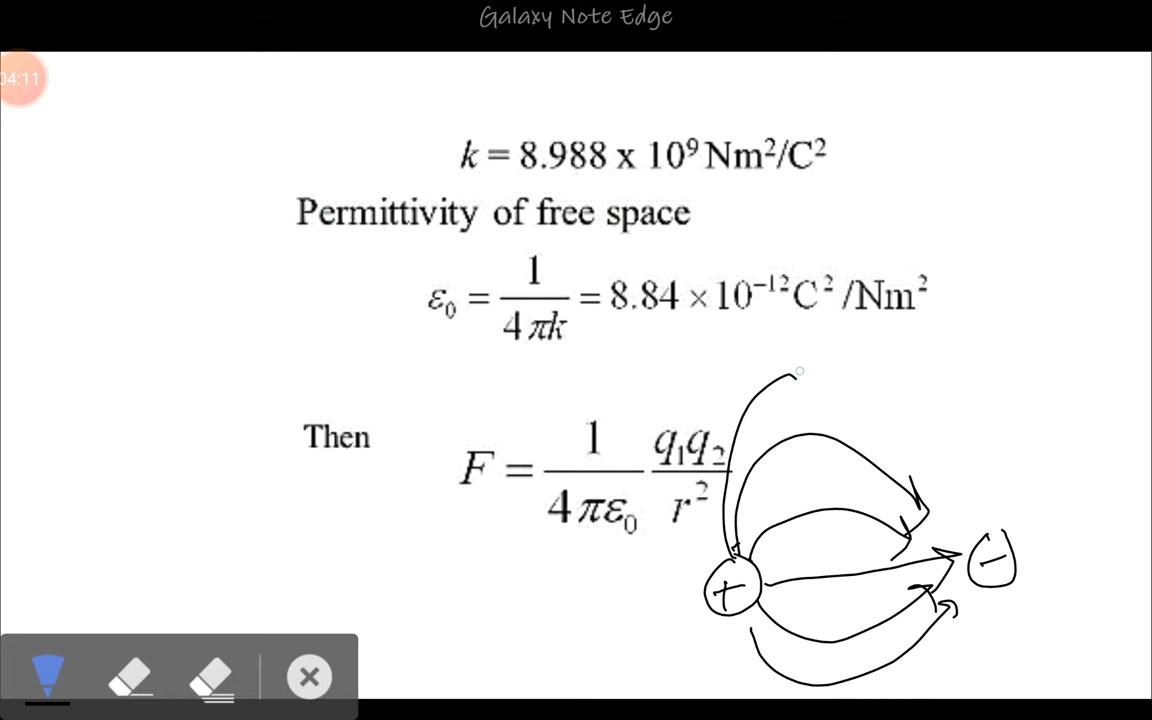 Galaxy Note Edge
04:11
k = 8.988 x 10⁹ Nm²/C²
Permittivity of free space
ε₀ = 1/(4πk) = 8.84 × 10⁻¹² C²/Nm²
Then F = 1/(4πε₀) q₁q₂/r²
+ −